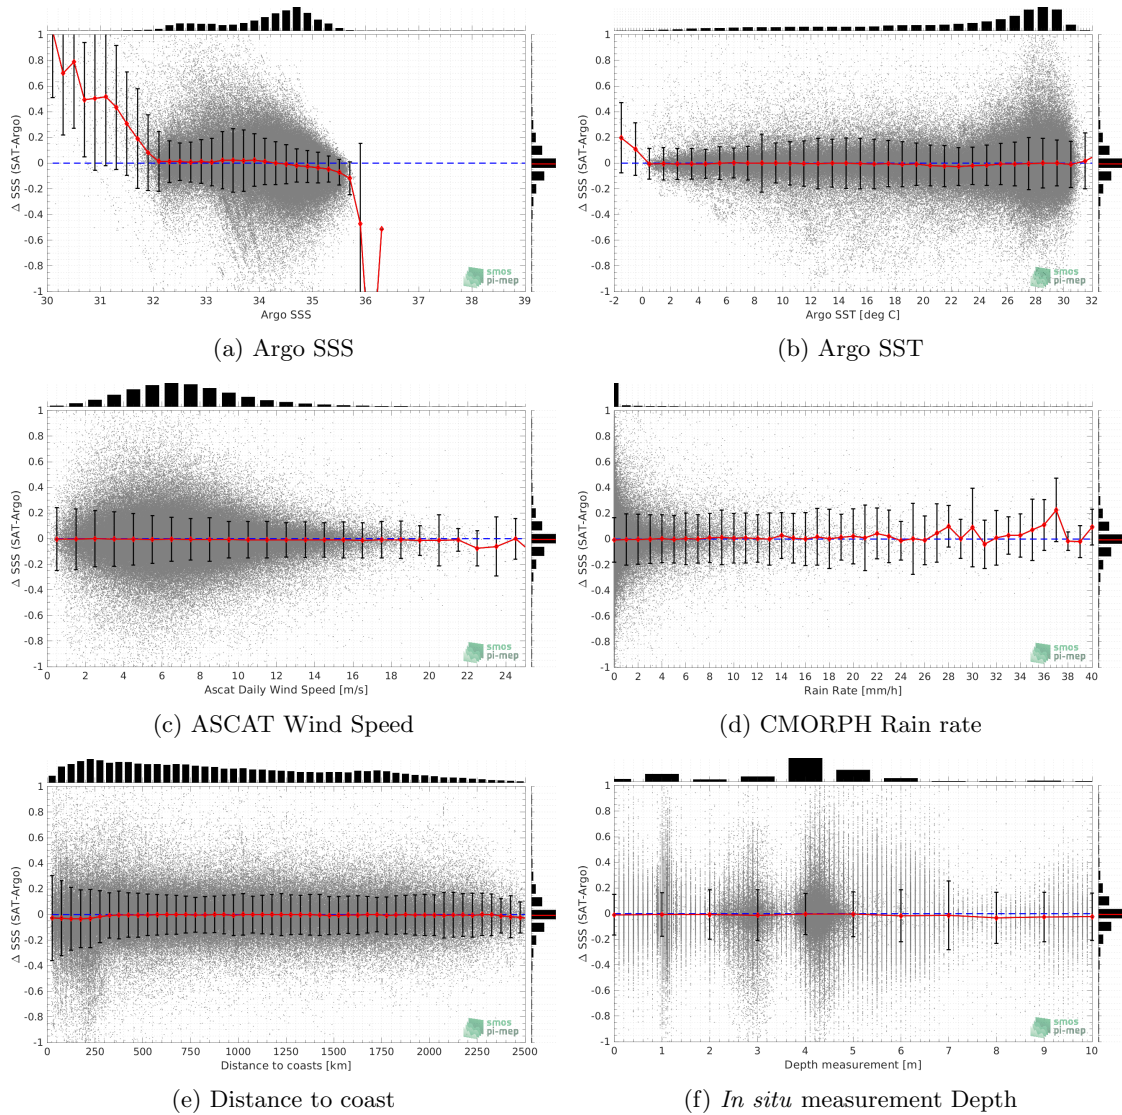 1
0.8
0.6
0.4
0.2
0
-0.2
-0.4
-0.6
-0.8
-1
Δ SSS (SAT-Argo)
30 31 32 33 34 35 36 37 38 39
Argo SSS
smos
pi-mep
(a) Argo SSS
1
0.8
0.6
0.4
0.2
0
-0.2
-0.4
-0.6
-0.8
-1
Δ SSS (SAT-Argo)
-2 0 2 4 6 8 10 12 14 16 18 20 22 24 26 28 30 32
Argo SST [deg C]
smos
pi-mep
(b) Argo SST
1
0.8
0.6
0.4
0.2
0
-0.2
-0.4
-0.6
-0.8
-1
Δ SSS (SAT-Argo)
0 2 4 6 8 10 12 14 16 18 20 22 24
Ascat Daily Wind Speed [m/s]
smos
pi-mep
(c) ASCAT Wind Speed
1
0.8
0.6
0.4
0.2
0
-0.2
-0.4
-0.6
-0.8
-1
Δ SSS (SAT-Argo)
0 2 4 6 8 10 12 14 16 18 20 22 24 26 28 30 32 34 36 38 40
Rain Rate [mm/h]
smos
pi-mep
(d) CMORPH Rain rate
1
0.8
0.6
0.4
0.2
0
-0.2
-0.4
-0.6
-0.8
-1
Δ SSS (SAT-Argo)
0 250 500 750 1000 1250 1500 1750 2000 2250 2500
Distance to coasts [km]
smos
pi-mep
(e) Distance to coast
1
0.8
0.6
0.4
0.2
0
-0.2
-0.4
-0.6
-0.8
-1
Δ SSS (SAT-Argo)
0 1 2 3 4 5 6 7 8 9 10
Depth measurement [m]
smos
pi-mep
(f) In situ measurement Depth